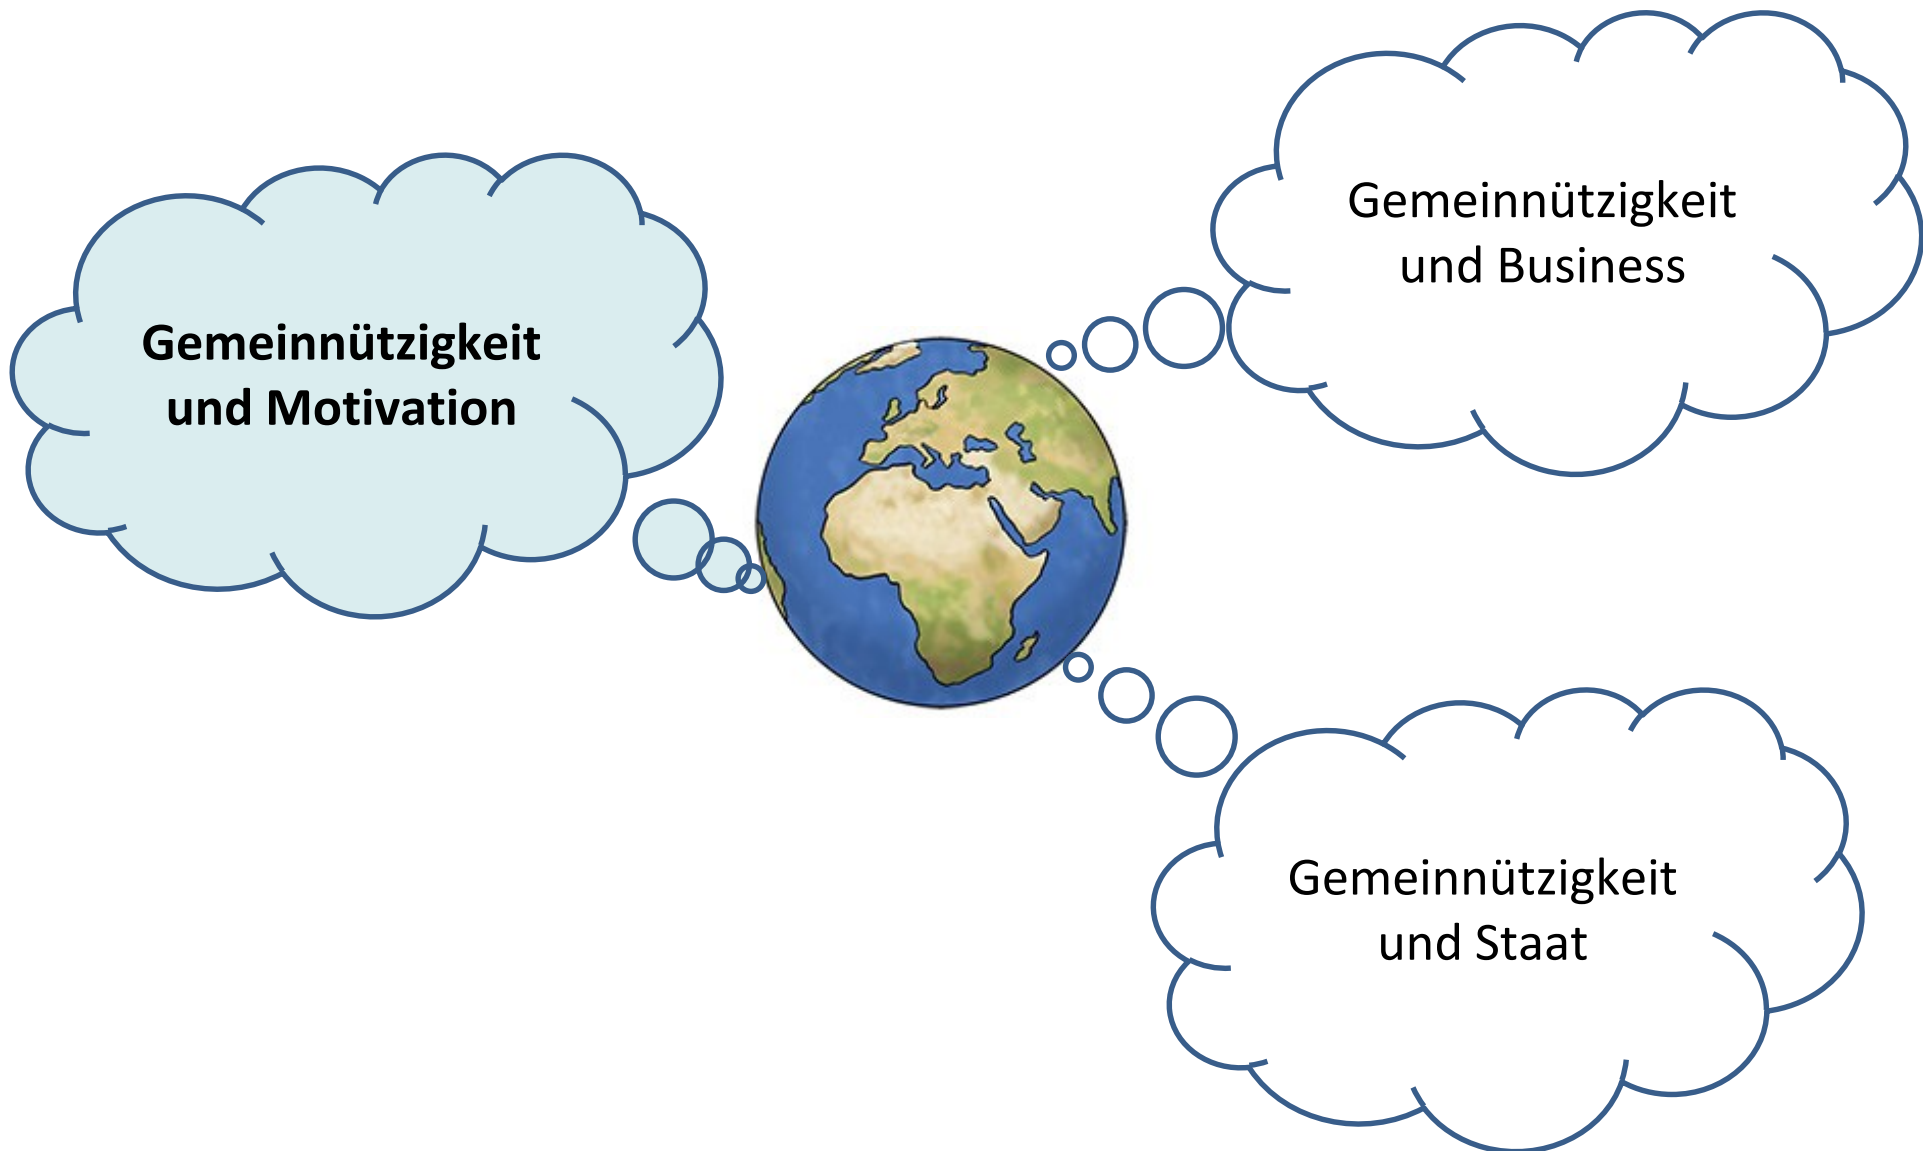 Gemeinnützigkeit
und Motivation
Gemeinnützigkeit
und Business
Gemeinnützigkeit
und Staat